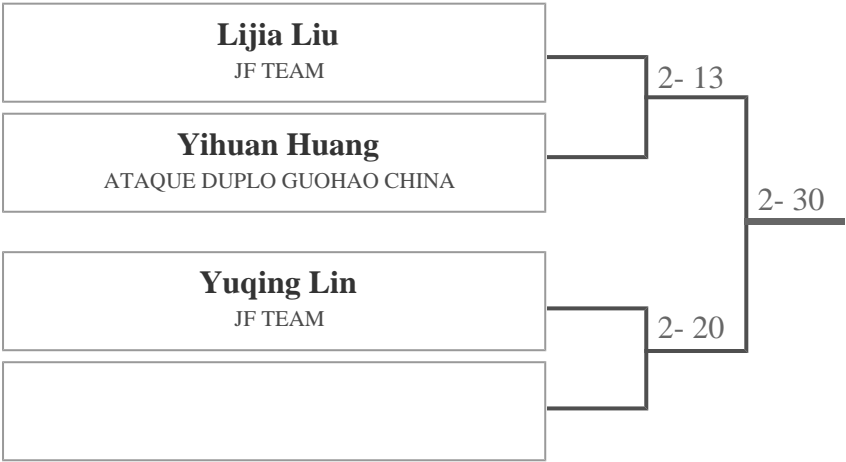 Lijia Liu
JF TEAM
2- 13
Yihuan Huang
ATAQUE DUPLO GUOHAO CHINA
2- 30
Yuqing Lin
JF TEAM
2- 20